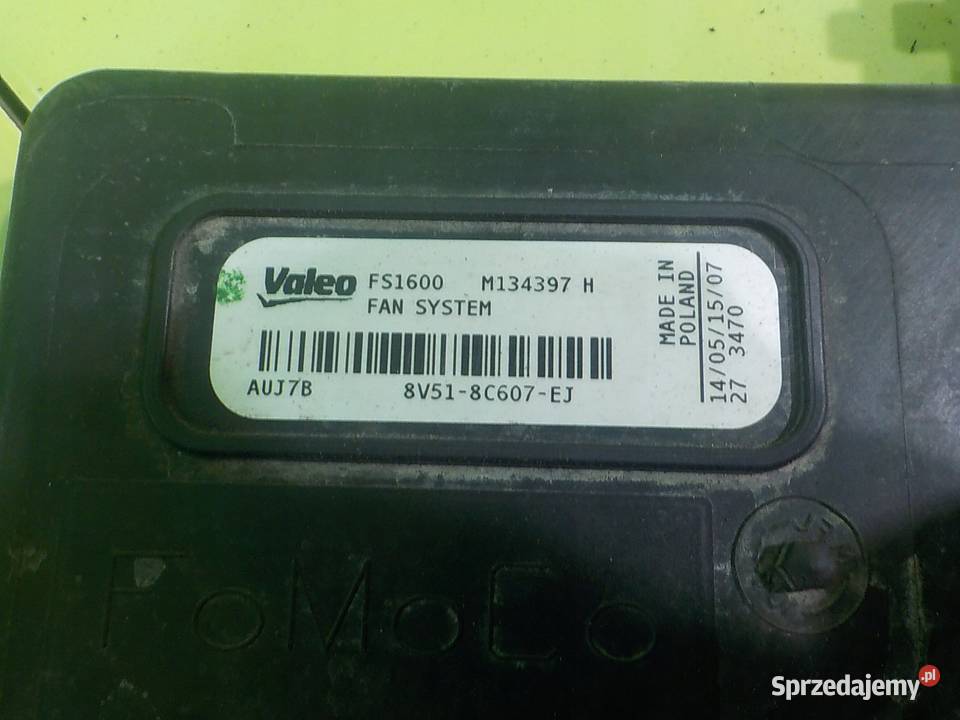 Valeo FS1600 M134397 H
FAN SYSTEM
AUJ7B 8V51-8C607-EJ
MADE IN
POLAND
14/05/15/07
27 3470
FoMoCo
Sprzedajemy.pl